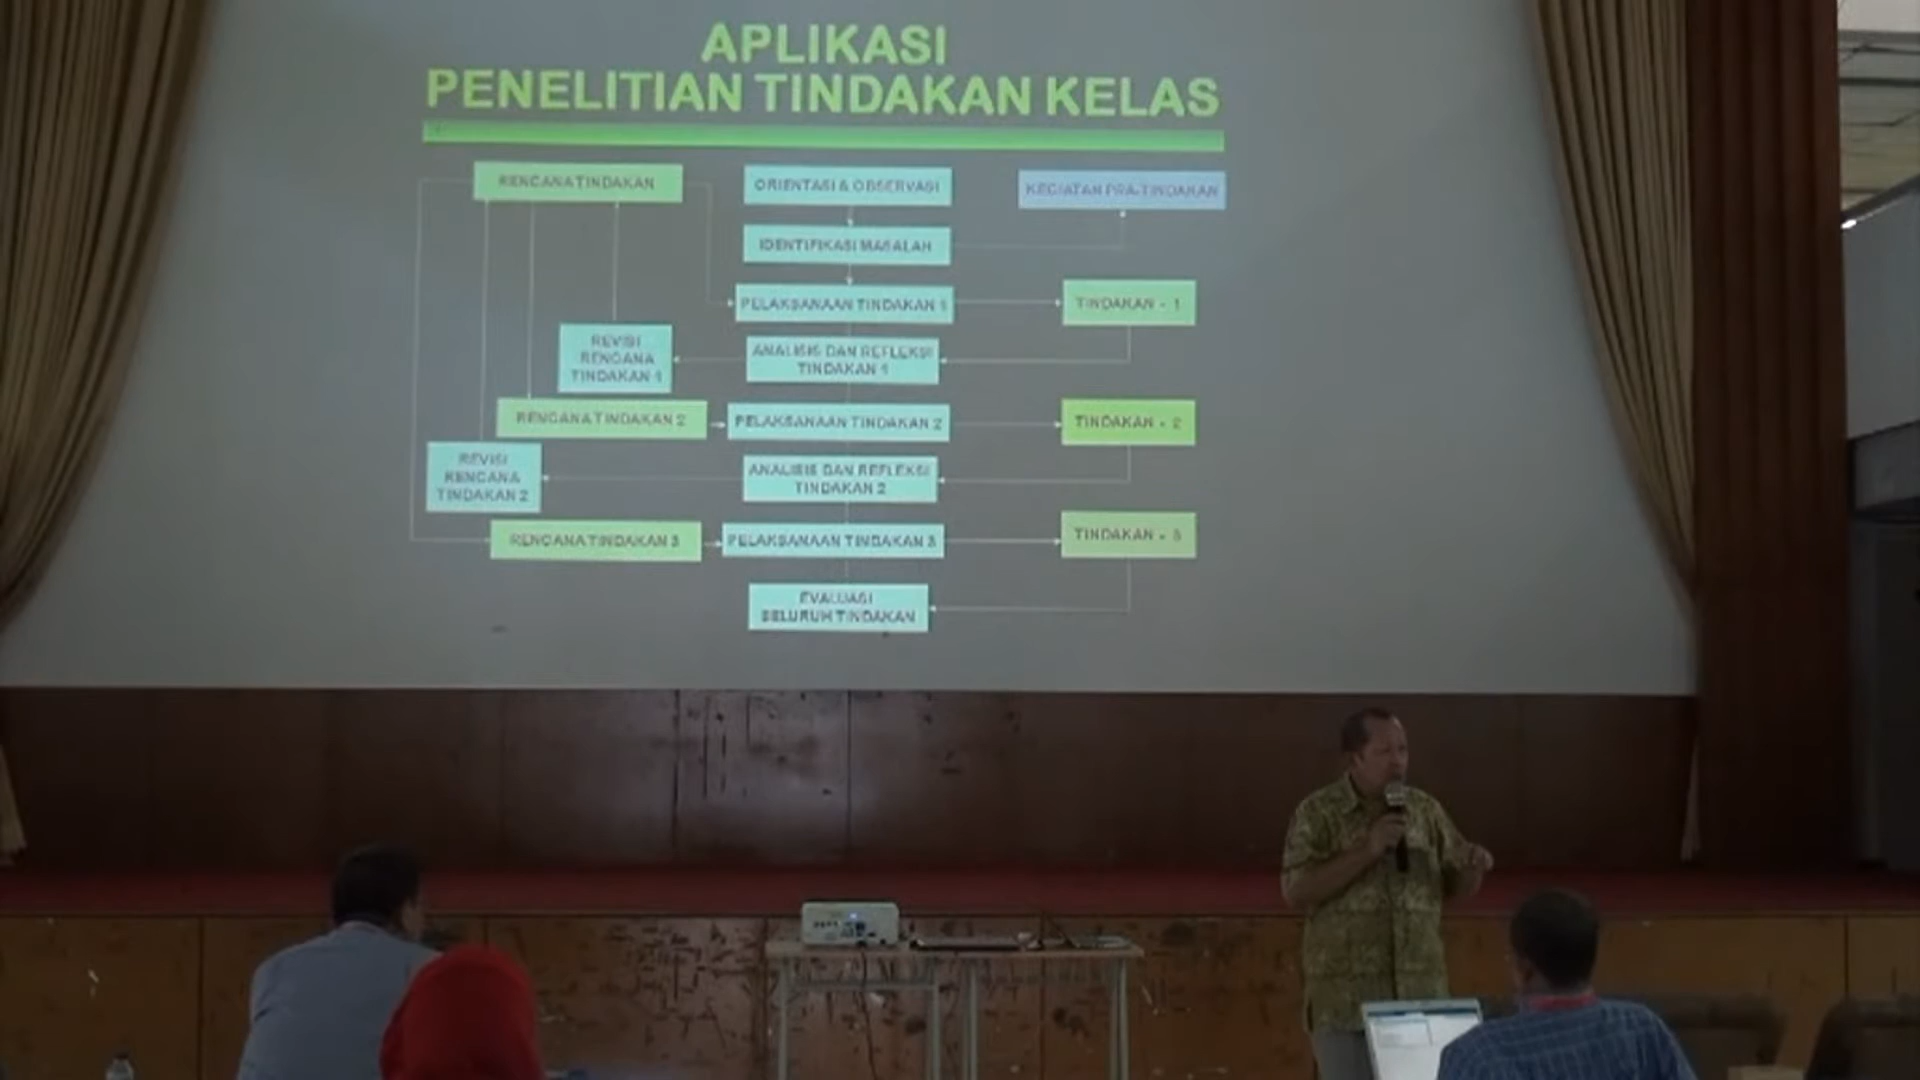 APLIKASI
PENELITIAN TINDAKAN KELAS
RENCANA TINDAKAN
ORIENTASI & OBSERVASI
KEGIATAN PRA-TINDAKAN
IDENTIFIKASI MASALAH
PELAKSANAAN TINDAKAN 1
TINDAKAN - 1
REVISI
RENCANA
TINDAKAN 1
ANALISIS DAN REFLEKSI
TINDAKAN 1
RENCANA TINDAKAN 2
PELAKSANAAN TINDAKAN 2
TINDAKAN - 2
REVISI
RENCANA
TINDAKAN 2
ANALISIS DAN REFLEKSI
TINDAKAN 2
RENCANA TINDAKAN 3
PELAKSANAAN TINDAKAN 3
TINDAKAN - 3
EVALUASI
SELURUH TINDAKAN